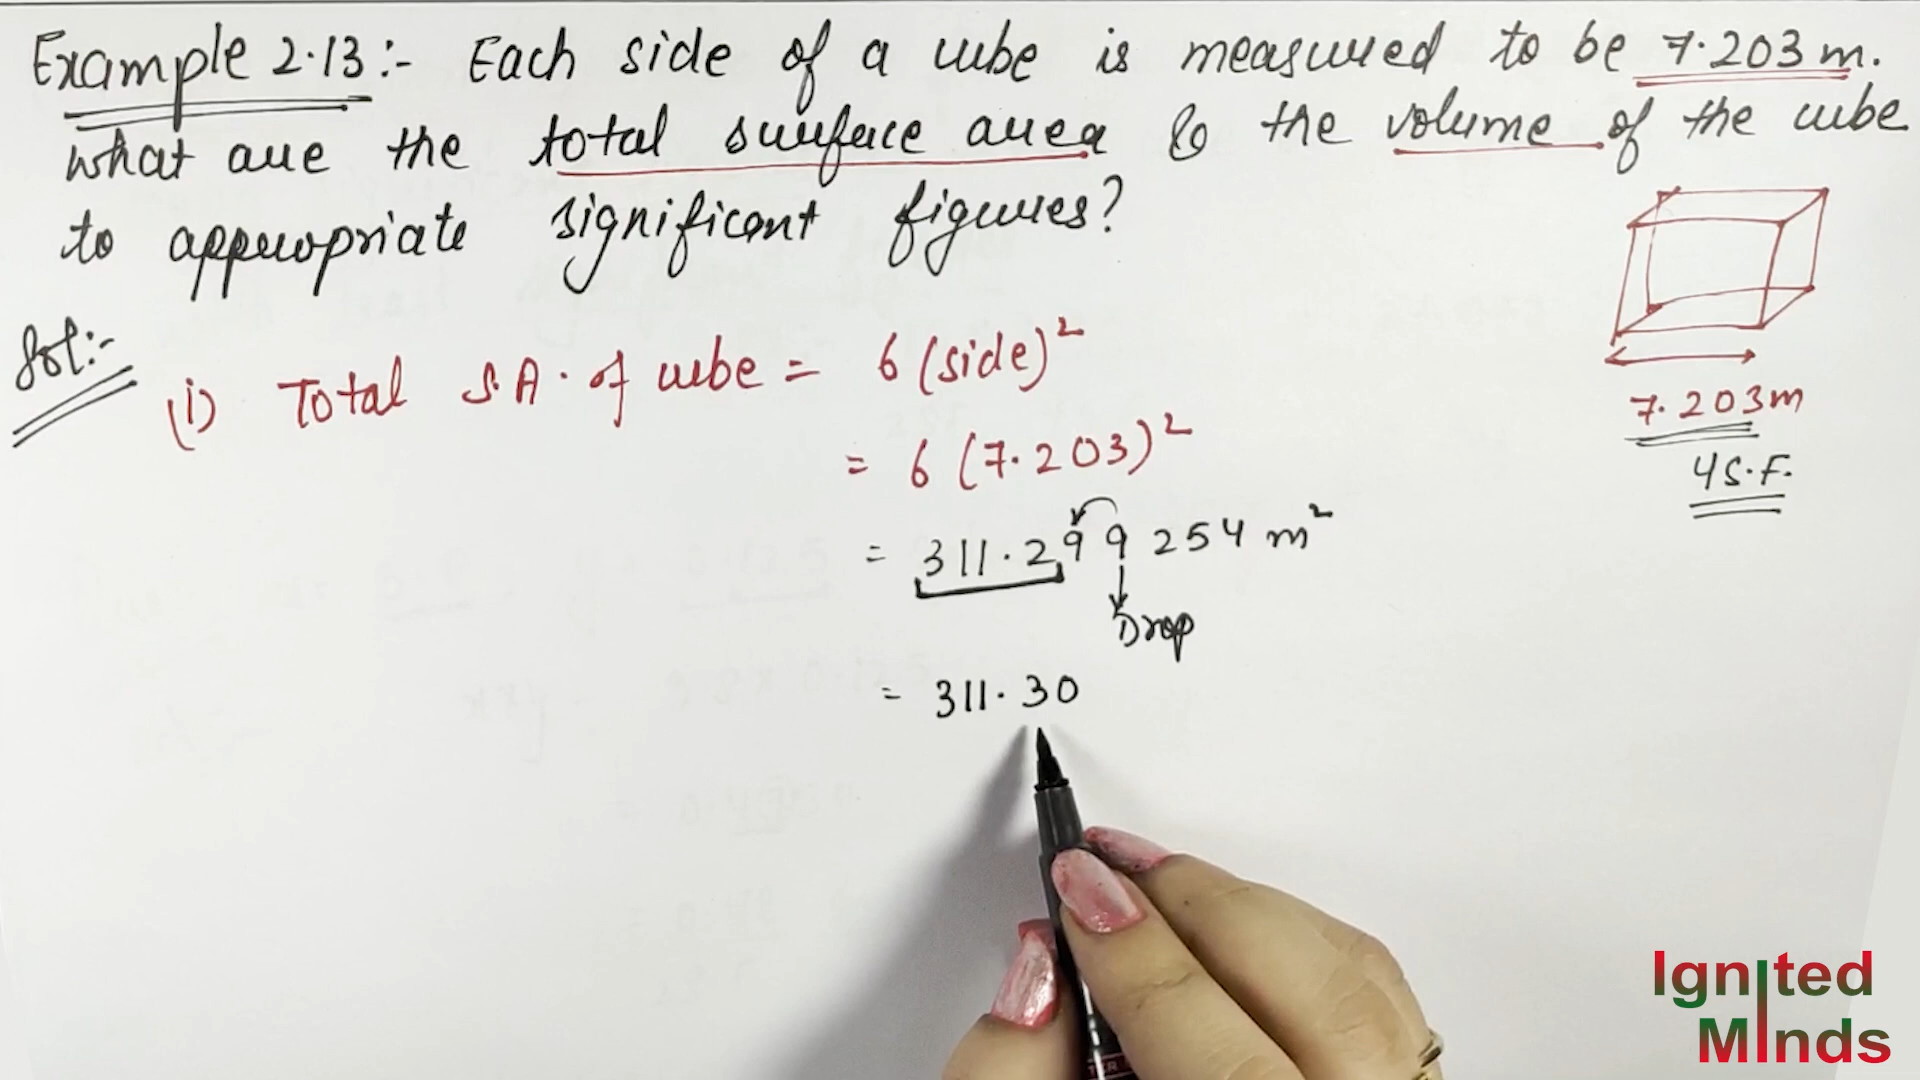 Example 2.13:- Each side of a cube is measured to be 7.203 m.
What are the total surface area & the volume of the cube
to appropriate significant figures?
Sol:-
(i) Total S.A. of cube = 6 (side)²
= 6 (7.203)²
= 311.299254 m²
Drop
= 311.30
7.203m
4 S.F.
Ignited
Minds